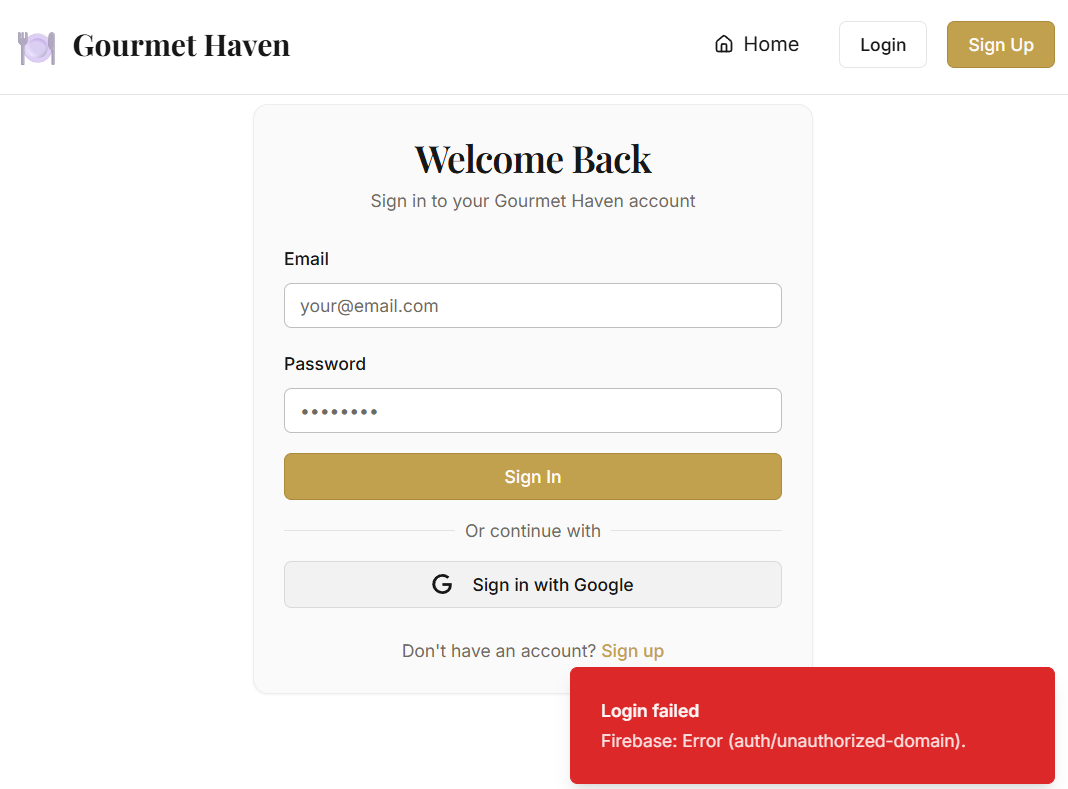 Gourmet Haven
Home
Login
Sign Up
Welcome Back
Sign in to your Gourmet Haven account
Email
your@email.com
Password
••••••••
Sign In
Or continue with
G Sign in with Google
Don't have an account? Sign up
Login failed
Firebase: Error (auth/unauthorized-domain).